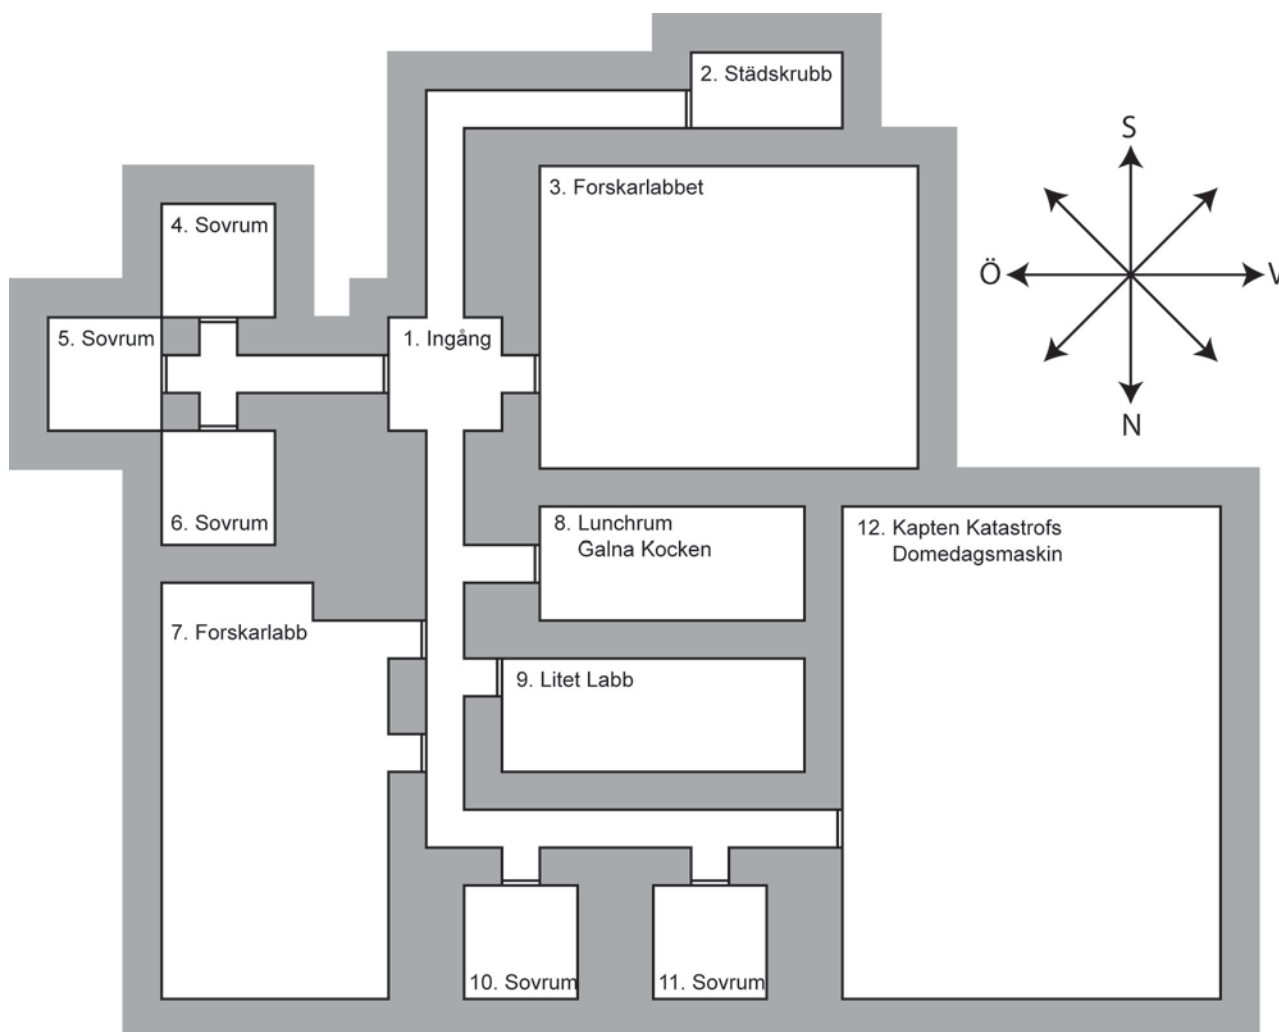 2. Städskrubb
3. Forskarlabbet
4. Sovrum
5. Sovrum
1. Ingång
6. Sovrum
8. Lunchrum
Galna Kocken
12. Kapten Katastrofs
Domedagsmaskin
7. Forskarlabb
9. Litet Labb
10. Sovrum
11. Sovrum
S
Ö
V
N